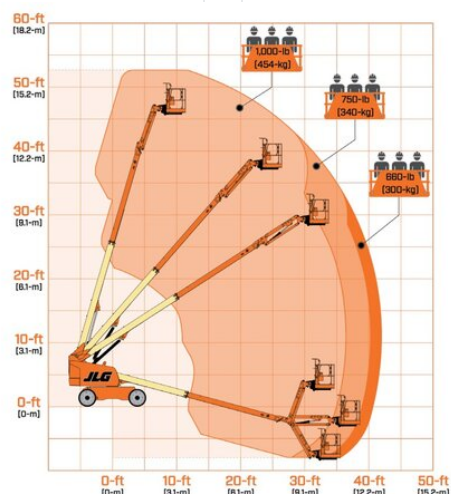 60-ft
[18.2-m]
1,000-lb
(454-kg)
50-ft
[15.2-m]
750-lb
(340-kg)
40-ft
[12.2-m]
660-lb
(300-kg)
30-ft
[9.1-m]
20-ft
[6.1-m]
10-ft
[3.1-m]
JLG
0-ft
[0-m]
0-ft 10-ft 20-ft 30-ft 40-ft 50-ft
[0-m] [3.1-m] [6.1-m] [9.1-m] [12.2-m] [15.2-m]